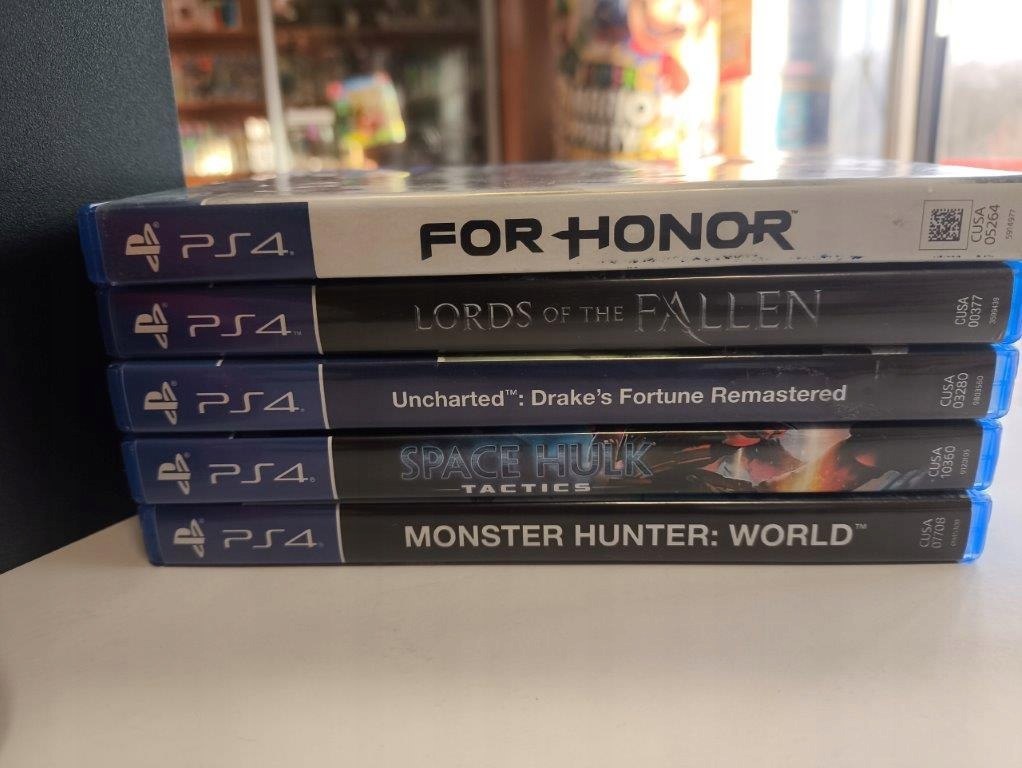 PS4 FOR HONOR™ CUSA 05264
PS4 LORDS OF THE FALLEN CUSA 00377
PS4 Uncharted™: Drake's Fortune Remastered CUSA 03280
PS4 SPACE HULK CUSA 10360
TACTICS
PS4 MONSTER HUNTER: WORLD™ CUSA 07708